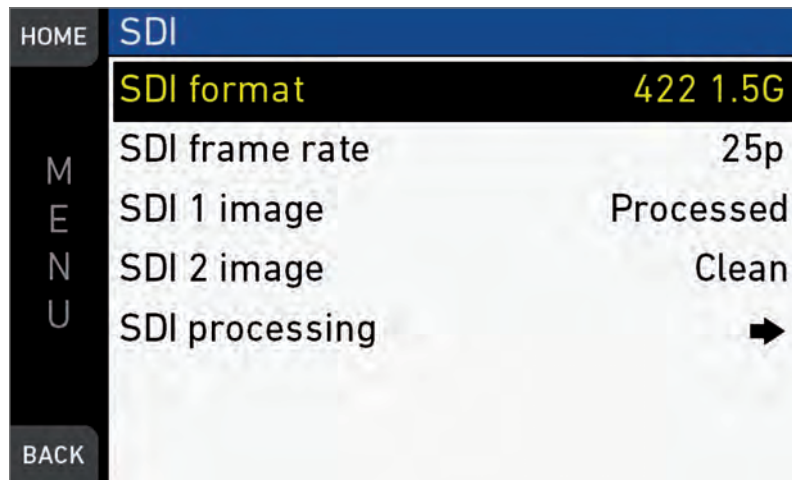 HOME SDI
SDI format 422 1.5G
SDI frame rate 25p
SDI 1 image Processed
SDI 2 image Clean
SDI processing
MENU
BACK